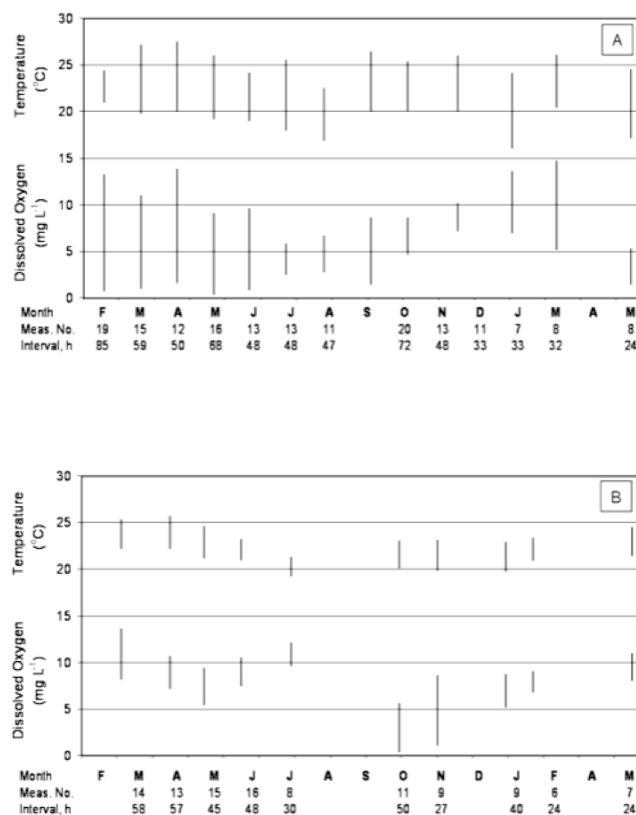 30
A
25
Temperature
(°C)
20
15
Dissolved Oxygen
(mg L-1)
10
5
0
Month F M A M J J A S O N D J M A M
Meas. No. 19 15 12 16 13 13 11 20 13 11 7 8 8
Interval, h 85 59 50 68 48 48 47 72 48 33 33 32 24
30
B
25
Temperature
(°C)
20
15
Dissolved Oxygen
(mg L-1)
10
5
0
Month F M A M J J A S O N D J F A M
Meas. No. 14 13 15 16 8 11 9 9 6 7
Interval, h 58 57 45 48 30 50 27 40 24 24